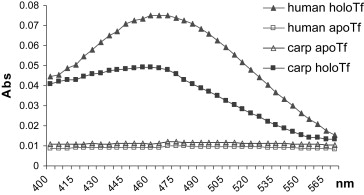 0.08
human holoTf
0.07
human apoTf
0.06
carp apoTf
0.05
carp holoTf
0.04
0.03
0.02
0.01
0
Abs
400 415 430 445 460 475 490 505 520 535 550 565 nm